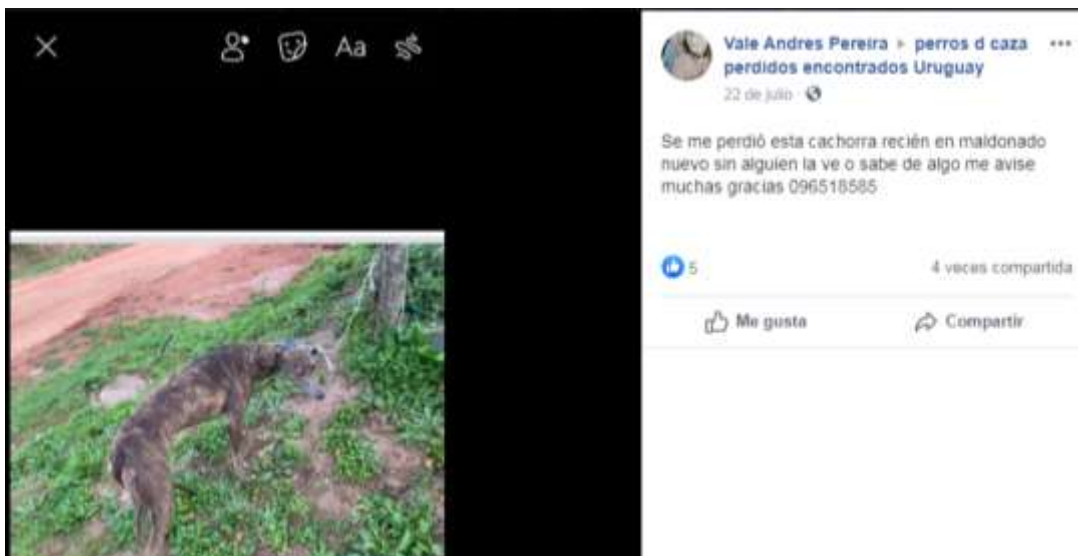 Aa
Vale Andres Pereira ▸ perros d caza
perdidos encontrados Uruguay
22 de julio
Se me perdió esta cachorra recién en maldonado
nuevo sin alguien la ve o sabe de algo me avise
muchas gracias 096518585
5
4 veces compartida
Me gusta
Compartir